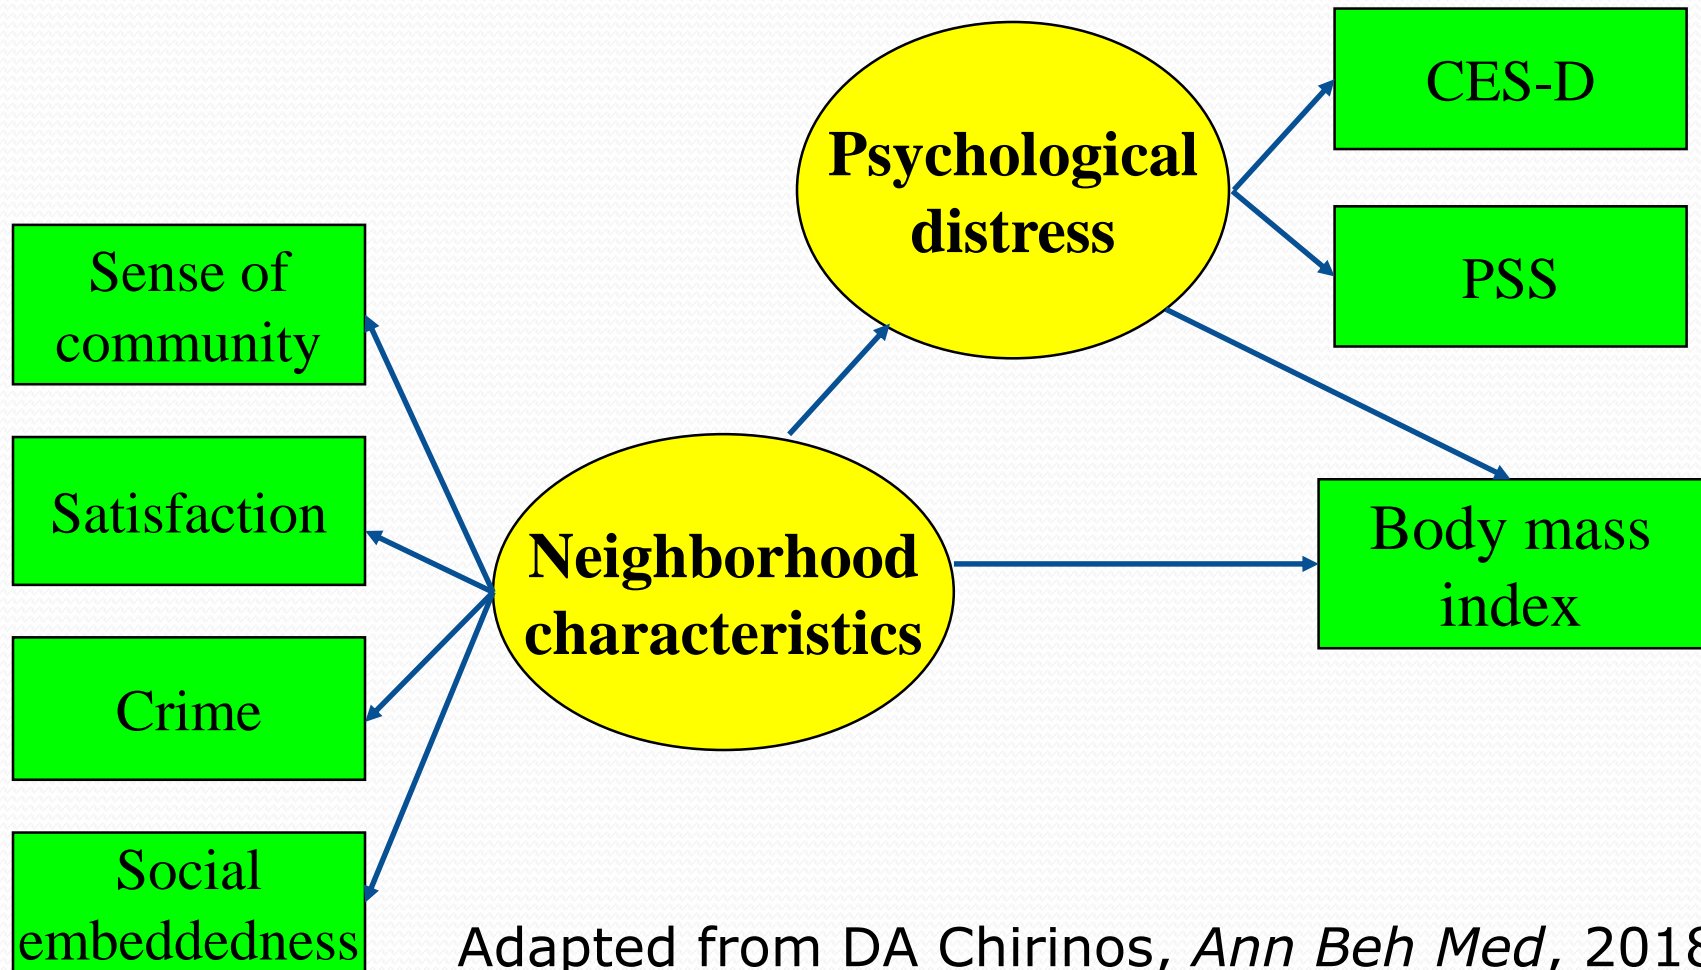 CES-D
Psychological
distress
PSS
Sense of
community
Satisfaction
Neighborhood
characteristics
Body mass
index
Crime
Social
embeddedness
Adapted from DA Chirinos, Ann Beh Med, 2018